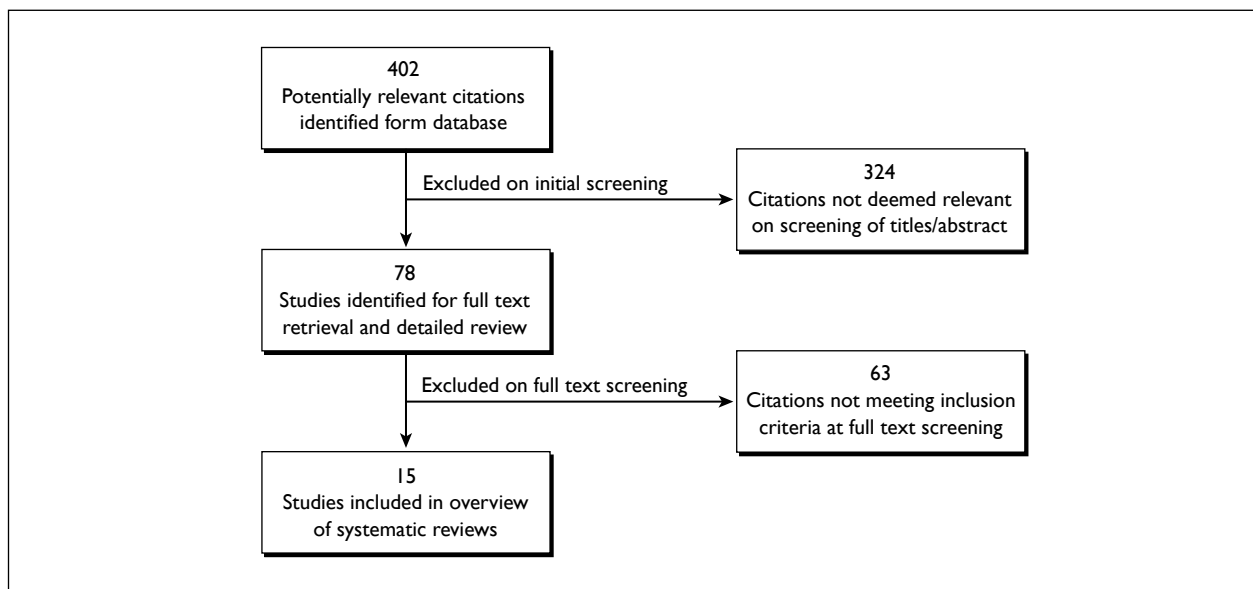 402
Potentially relevant citations
identified form database
Excluded on initial screening
324
Citations not deemed relevant
on screening of titles/abstract
78
Studies identified for full text
retrieval and detailed review
Excluded on full text screening
63
Citations not meeting inclusion
criteria at full text screening
15
Studies included in overview
of systematic reviews